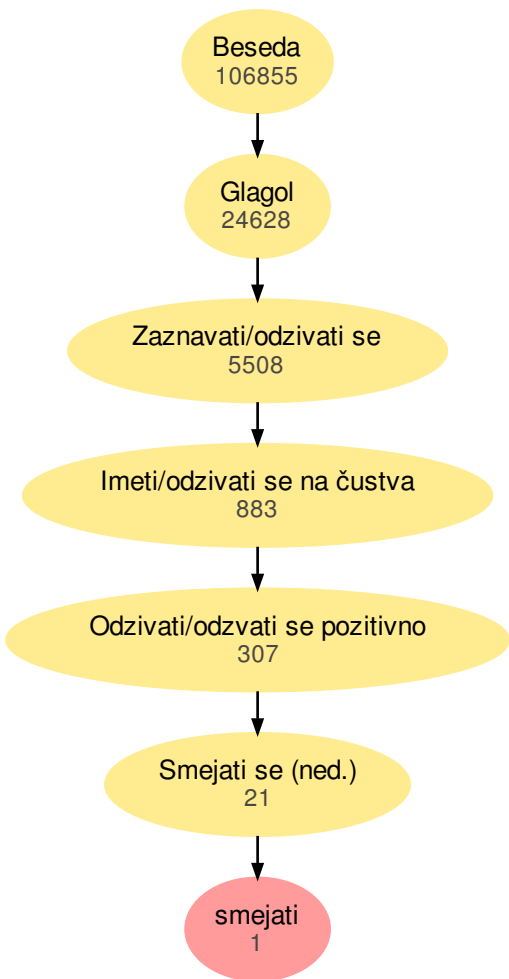 Beseda
106855
Glagol
24628
Zaznavati/odzivati se
5508
Imeti/odzivati se na čustva
883
Odzivati/odzvati se pozitivno
307
Smejati se (ned.)
21
smejati
1